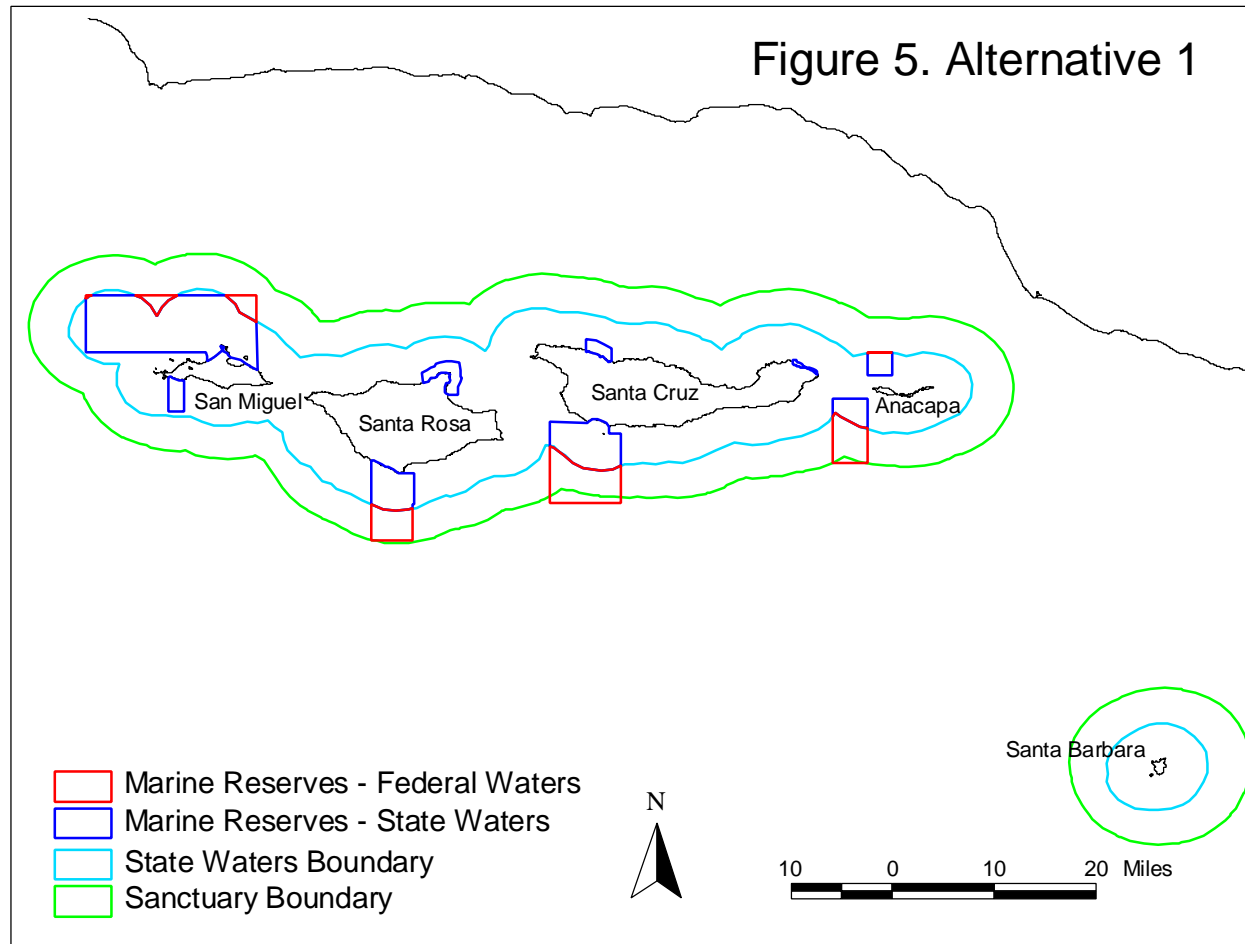 Figure 5. Alternative 1
San Miguel
Santa Rosa
Santa Cruz
Anacapa
Santa Barbara
Marine Reserves - Federal Waters
Marine Reserves - State Waters
State Waters Boundary
Sanctuary Boundary
N
10 0 10 20 Miles